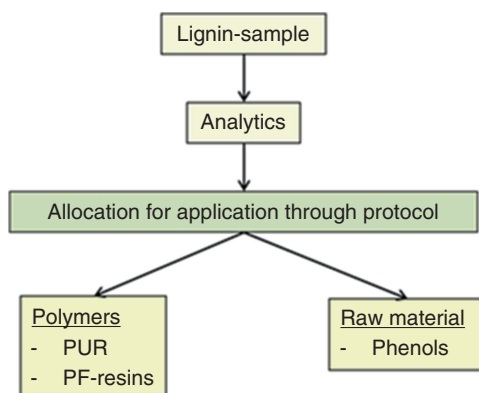 Lignin-sample
Analytics
Allocation for application through protocol
Polymers
- PUR
- PF-resins
Raw material
- Phenols